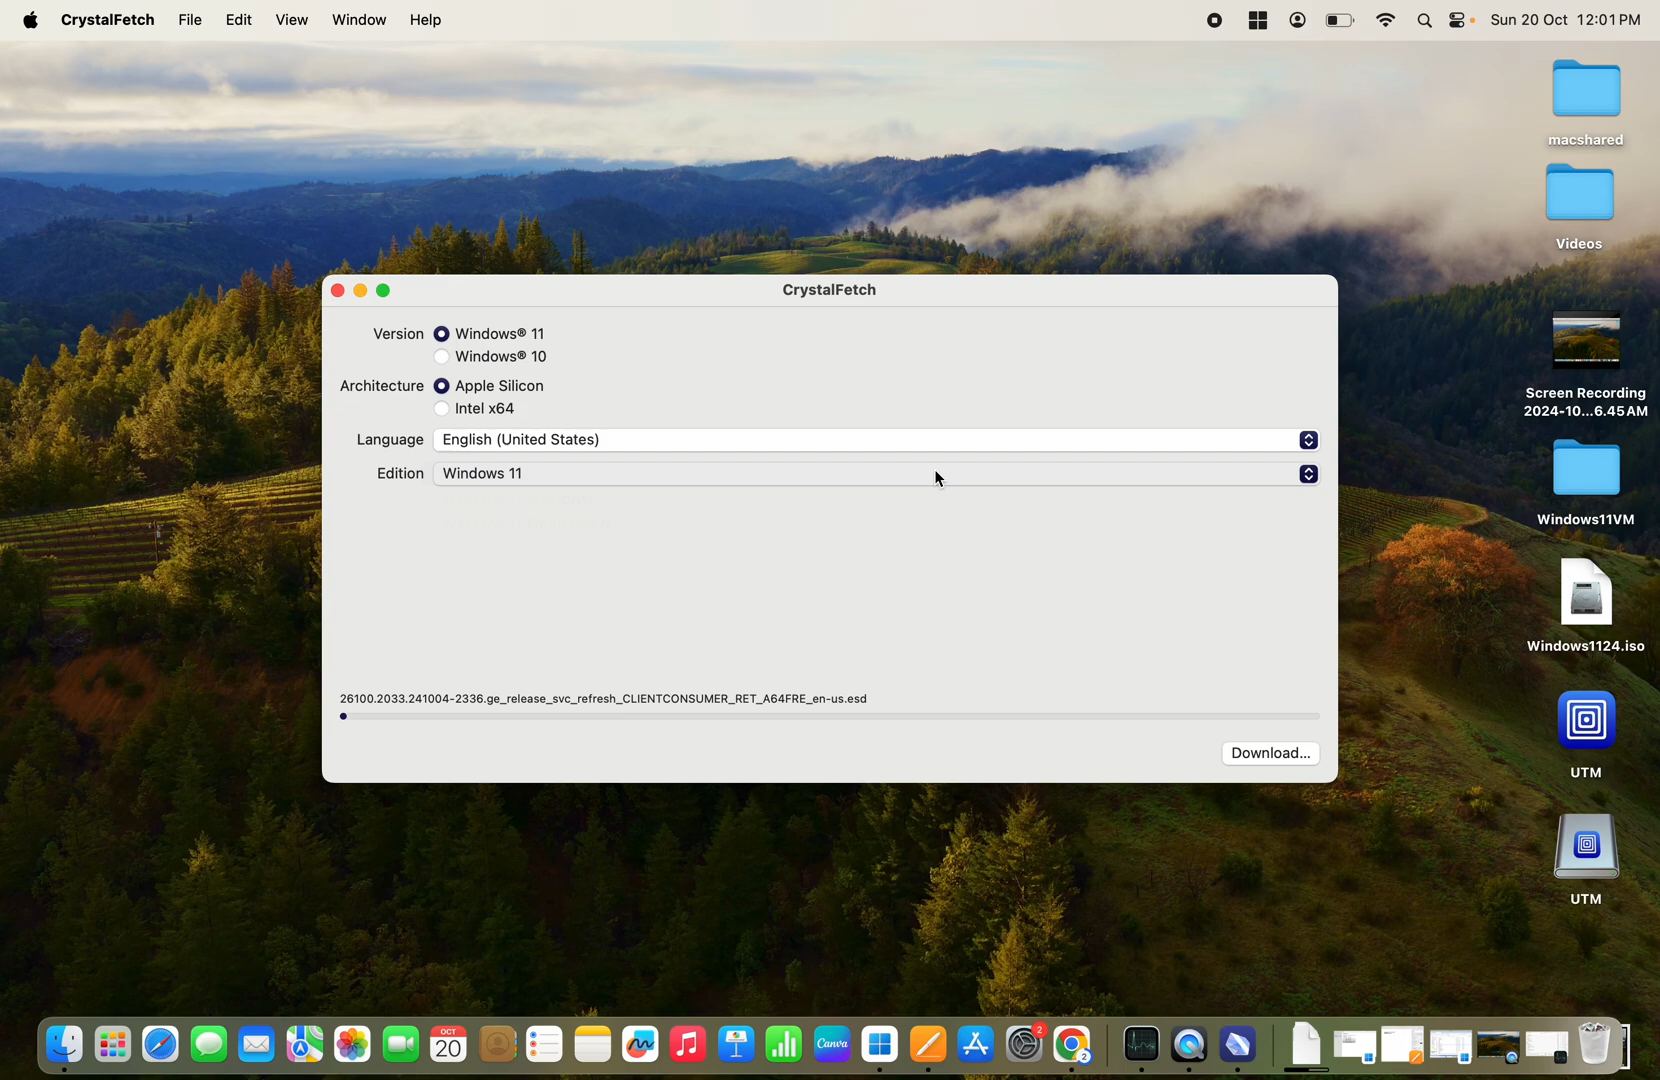 CrystalFetch File Edit View Window Help
Sun 20 Oct 12:01 PM
macshared
Videos
Screen Recording
2024-10...6.45 AM
Windows11VM
Windows1124.iso
UTM
UTM
CrystalFetch
Version Windows® 11
Windows® 10
Architecture Apple Silicon
Intel x64
Language English (United States)
Edition Windows 11
26100.2033.241004-2336.ge_release_svc_refresh_CLIENTCONSUMER_RET_A64FRE_en-us.esd
Download...
OCT
20
Canva
2
2